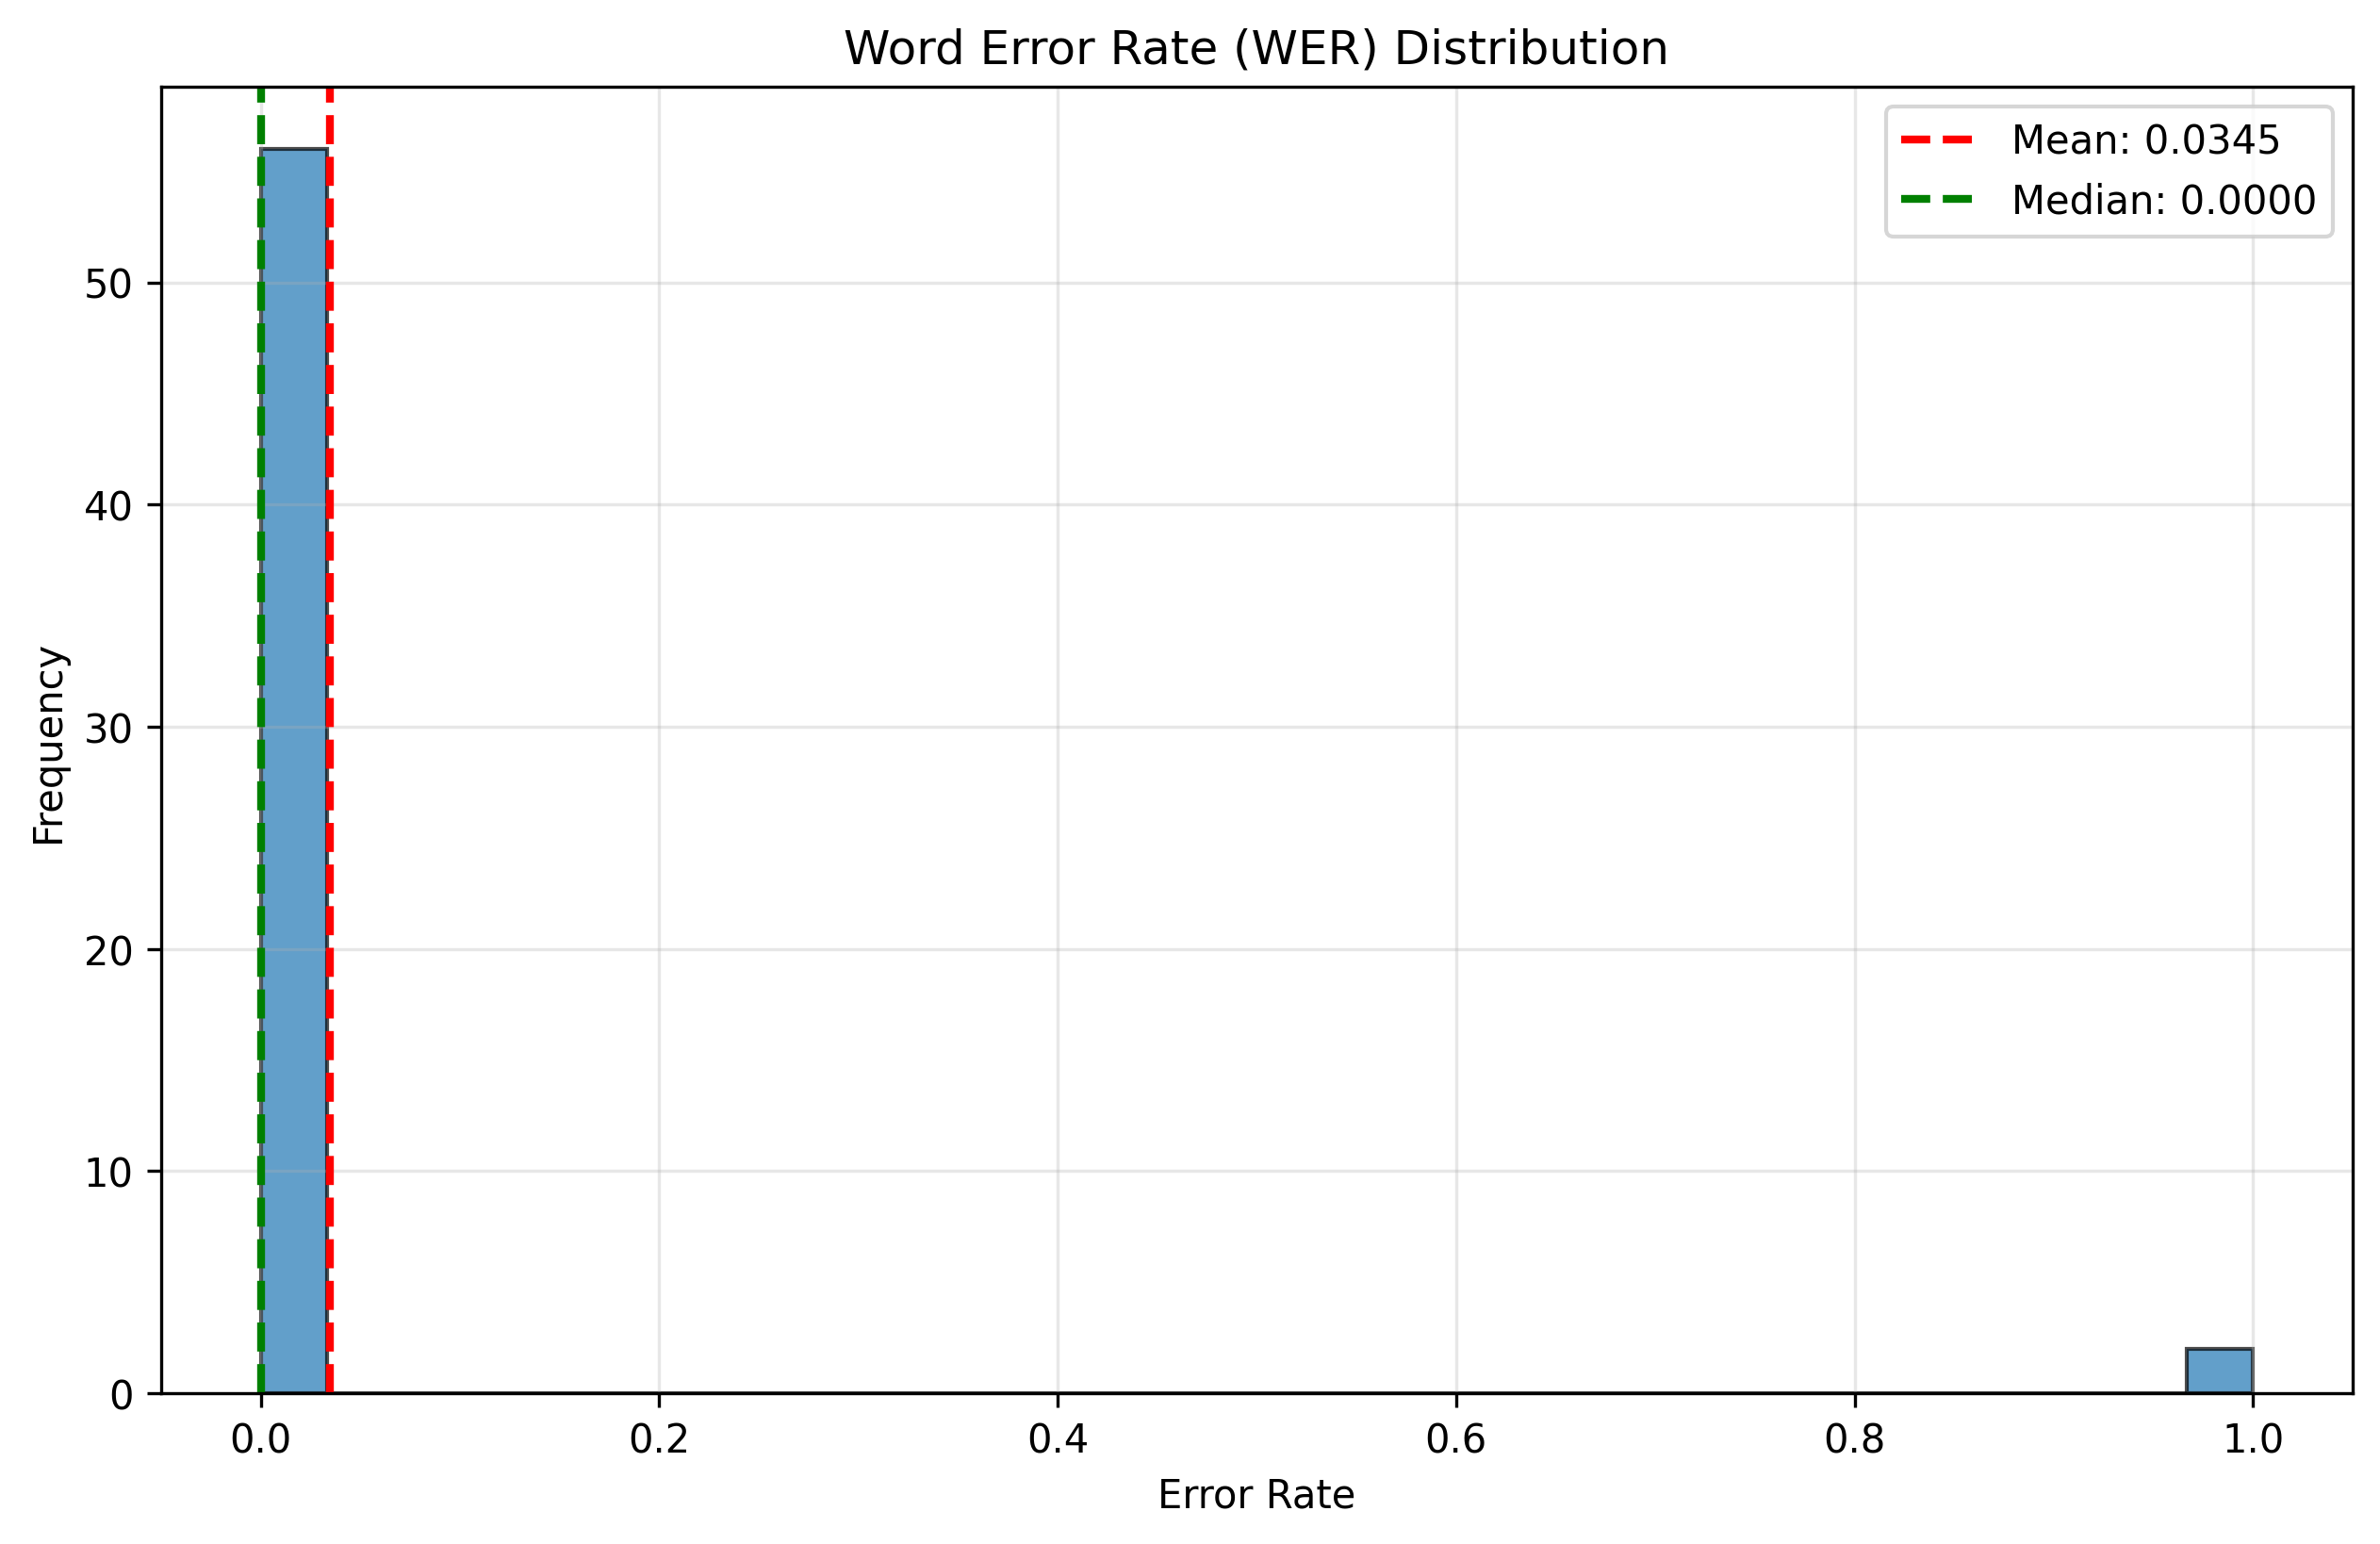 Word Error Rate (WER) Distribution
Mean: 0.0345
Median: 0.0000
Frequency
50
40
30
20
10
0
0.0 0.2 0.4 0.6 0.8 1.0
Error Rate